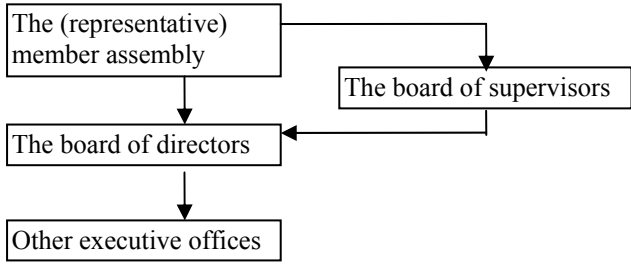 The (representative)
member assembly
The board of supervisors
The board of directors
Other executive offices